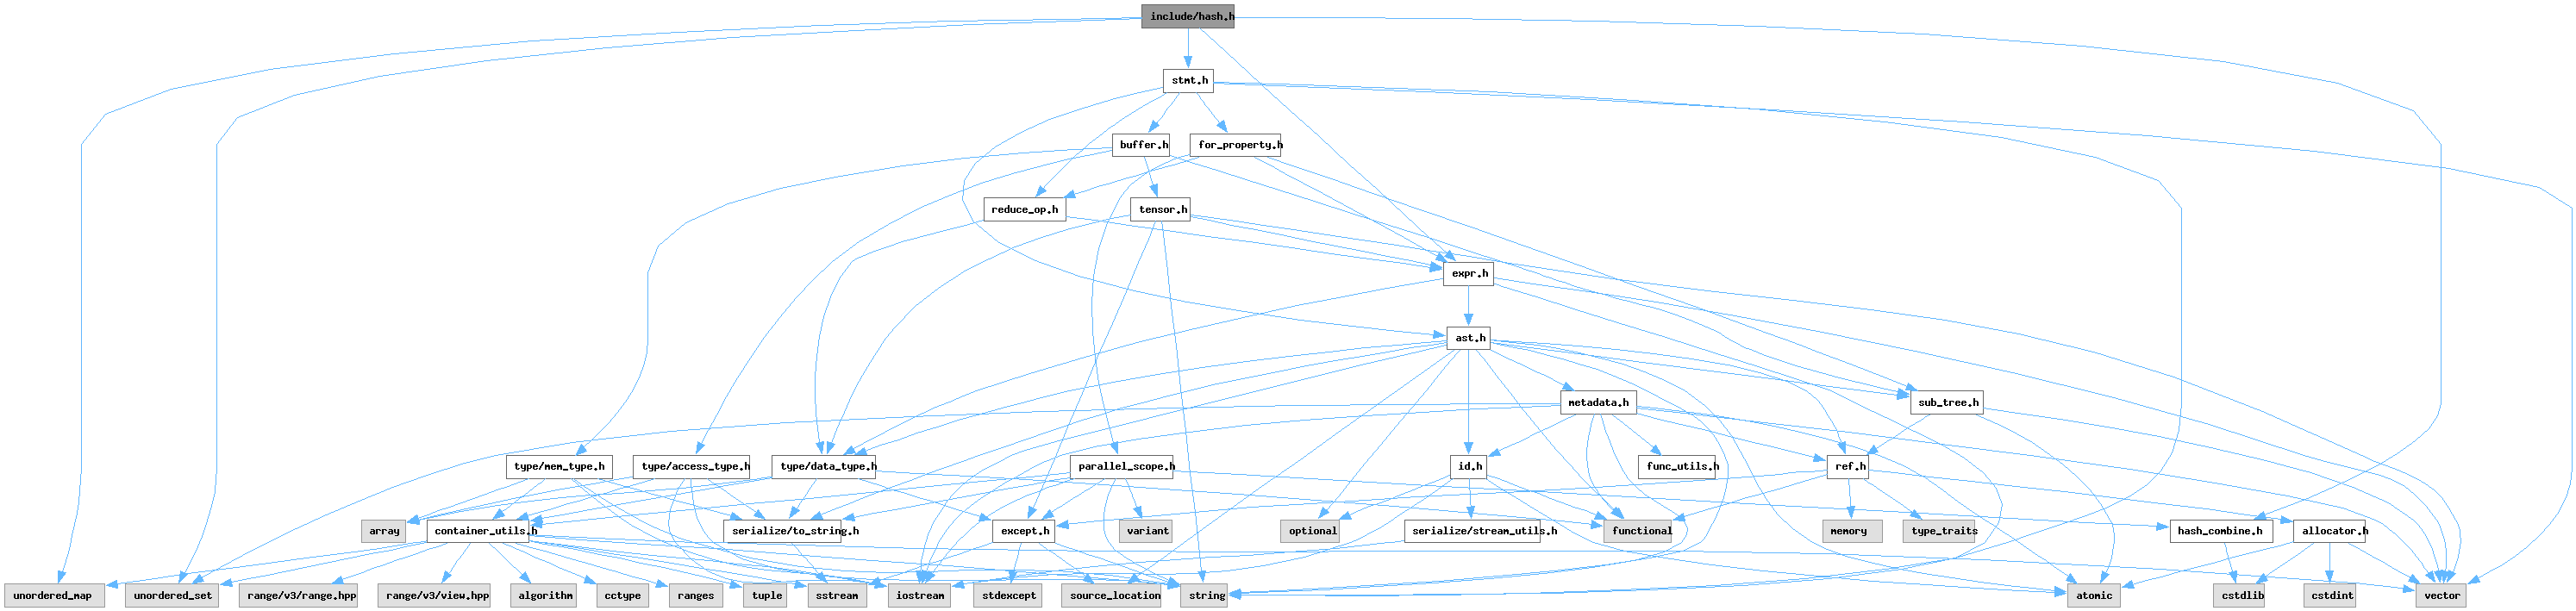 include/hash.h
stmt.h
buffer.h
for_property.h
reduce_op.h
tensor.h
expr.h
ast.h
metadata.h
sub_tree.h
type/mem_type.h
type/access_type.h
type/data_type.h
parallel_scope.h
id.h
func_utils.h
ref.h
array
container_utils.h
serialize/to_string.h
except.h
variant
optional
serialize/stream_utils.h
functional
memory
type_traits
hash_combine.h
allocator.h
unordered_map
unordered_set
range/v3/range.hpp
range/v3/view.hpp
algorithm
cctype
ranges
tuple
sstream
iostream
stdexcept
source_location
string
atomic
cstdlib
cstdint
vector